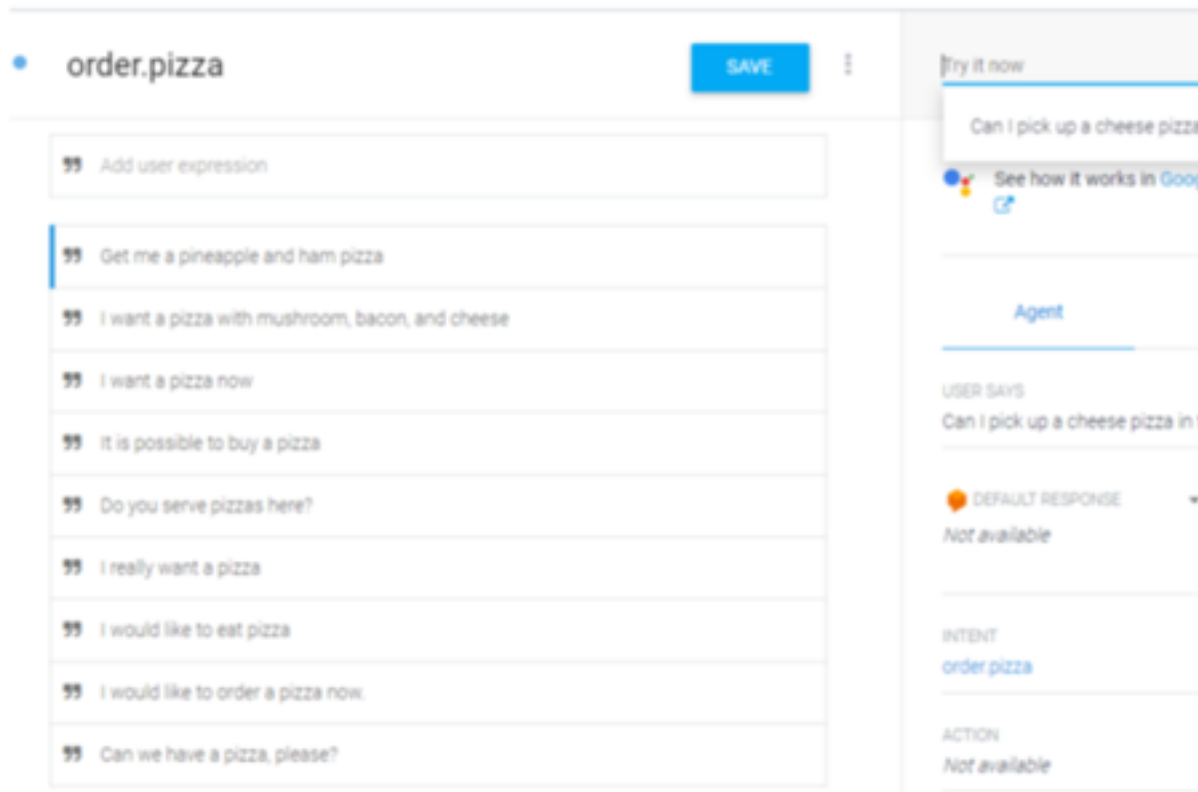 order.pizza
SAVE
Add user expression
Get me a pineapple and ham pizza
I want a pizza with mushroom, bacon, and cheese
I want a pizza now
It is possible to buy a pizza
Do you serve pizzas here?
I really want a pizza
I would like to eat pizza
I would like to order a pizza now.
Can we have a pizza, please?
Try it now
Can I pick up a cheese pizza
See how it works in
Agent
USER SAYS
Can I pick up a cheese pizza in
DEFAULT RESPONSE
Not available
INTENT
order.pizza
ACTION
Not available